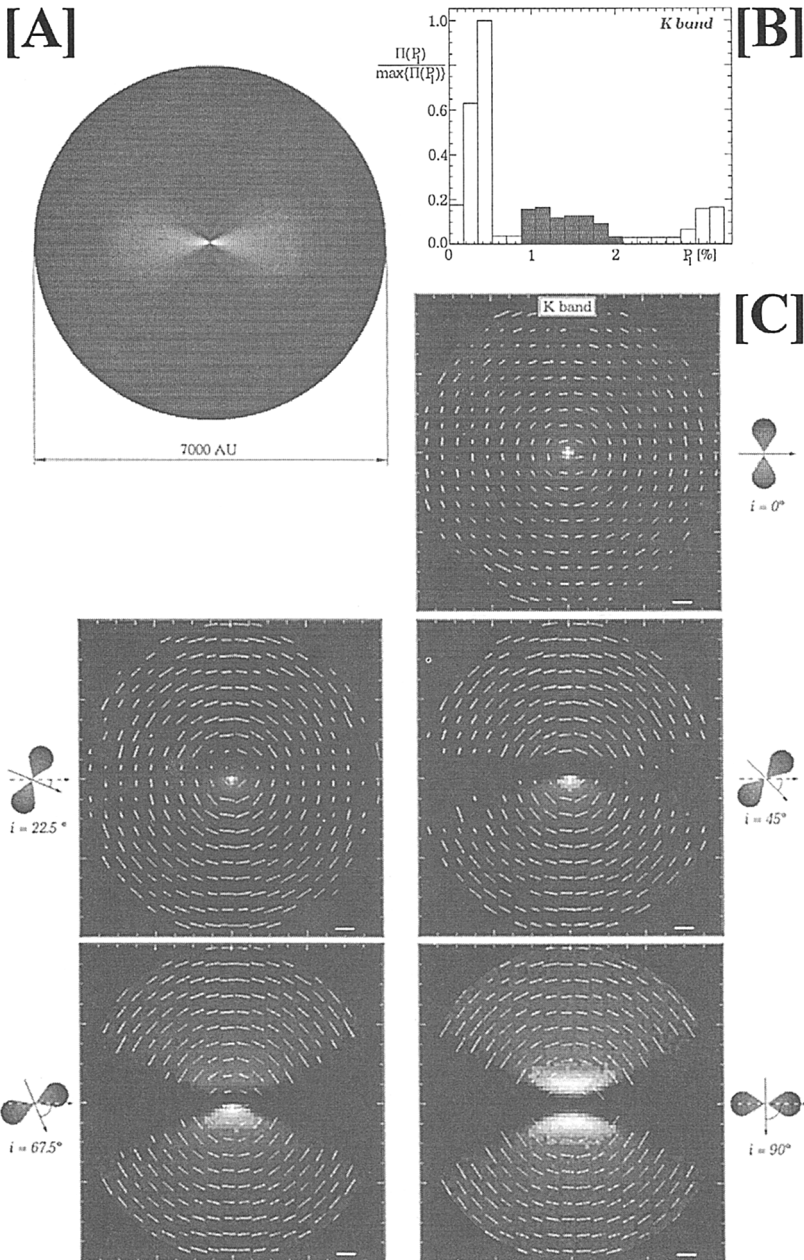 [A]
7000 AU
[B]
K band
Π(P_l)
max{Π(P_l)}
1.0
0.8
0.6
0.4
0.2
0.0
0
1
2
P_l [%]
[C]
K band
i = 0°
i = 22.5 °
i = 45°
i = 67.5°
i = 90°